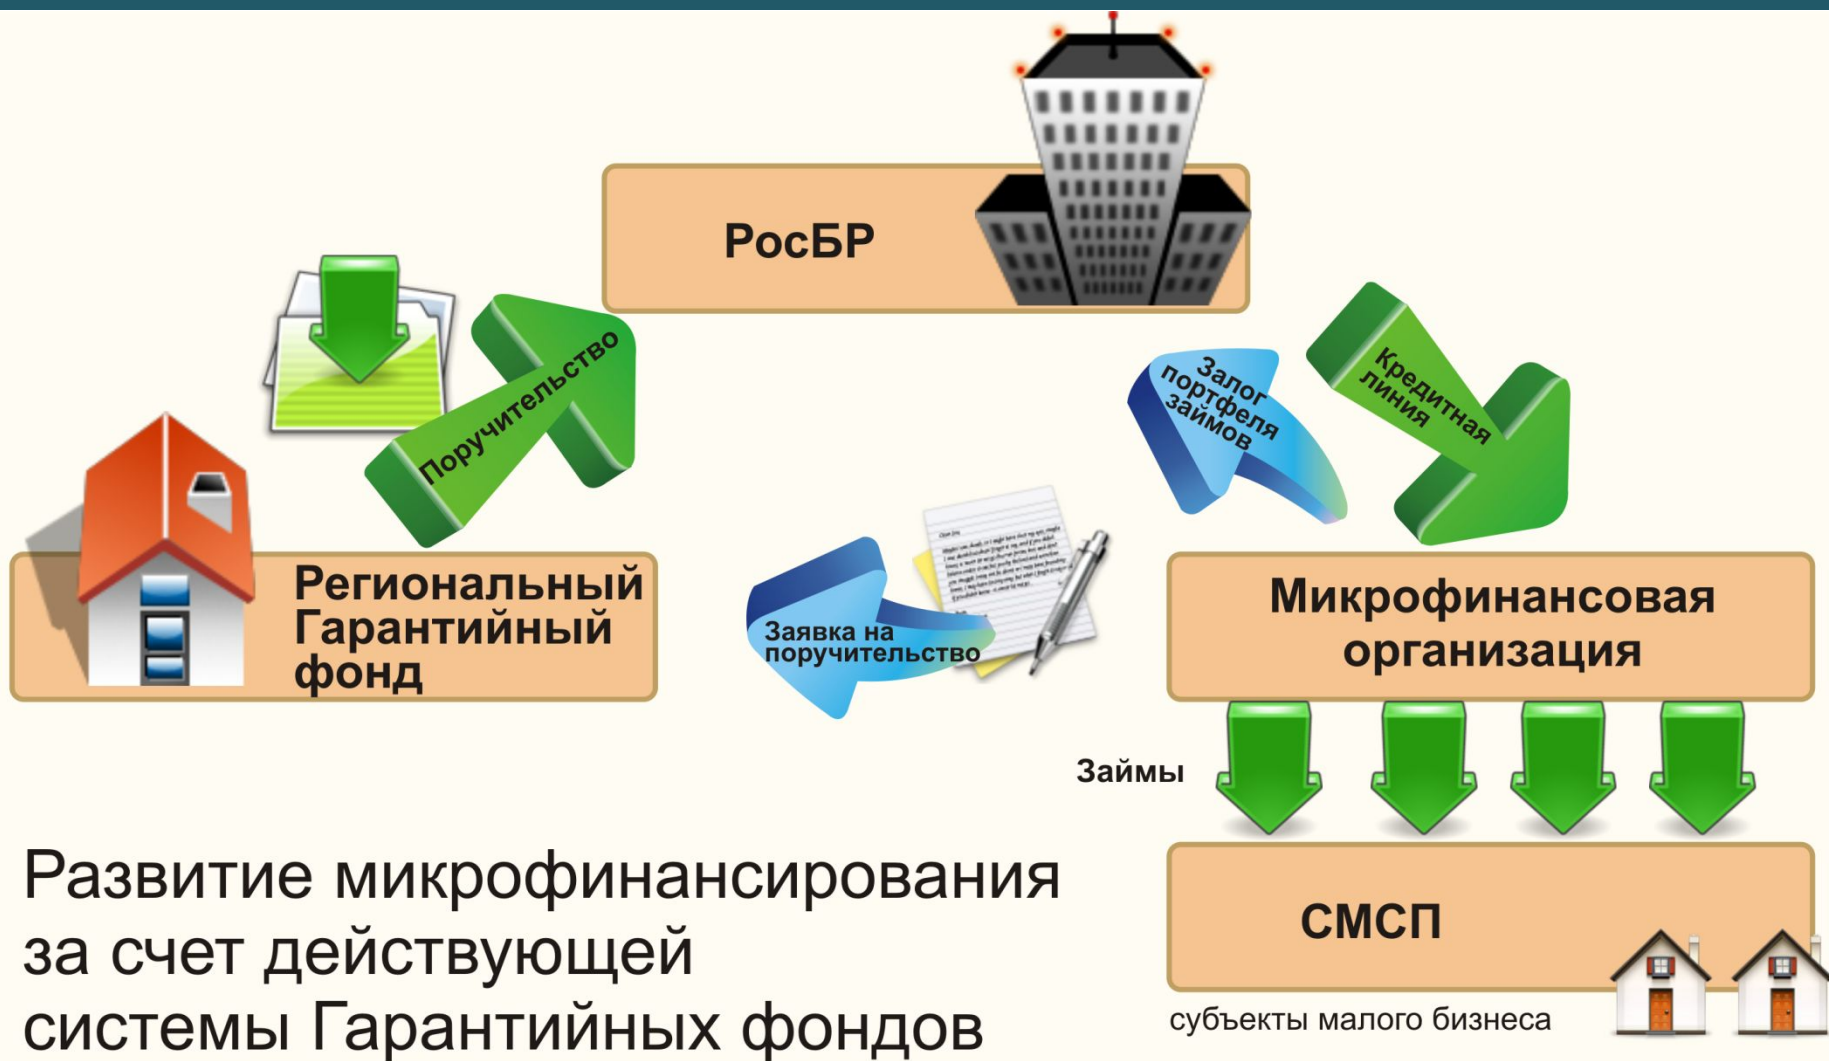 РосБР
Поручительство
Залог
портфеля
займов
Кредитная
линия
Региональный
Гарантийный
фонд
Заявка на
поручительство
Микрофинансовая
организация
Займы
СМСП
субъекты малого бизнеса
Развитие микрофинансирования
за счет действующей
системы Гарантийных фондов